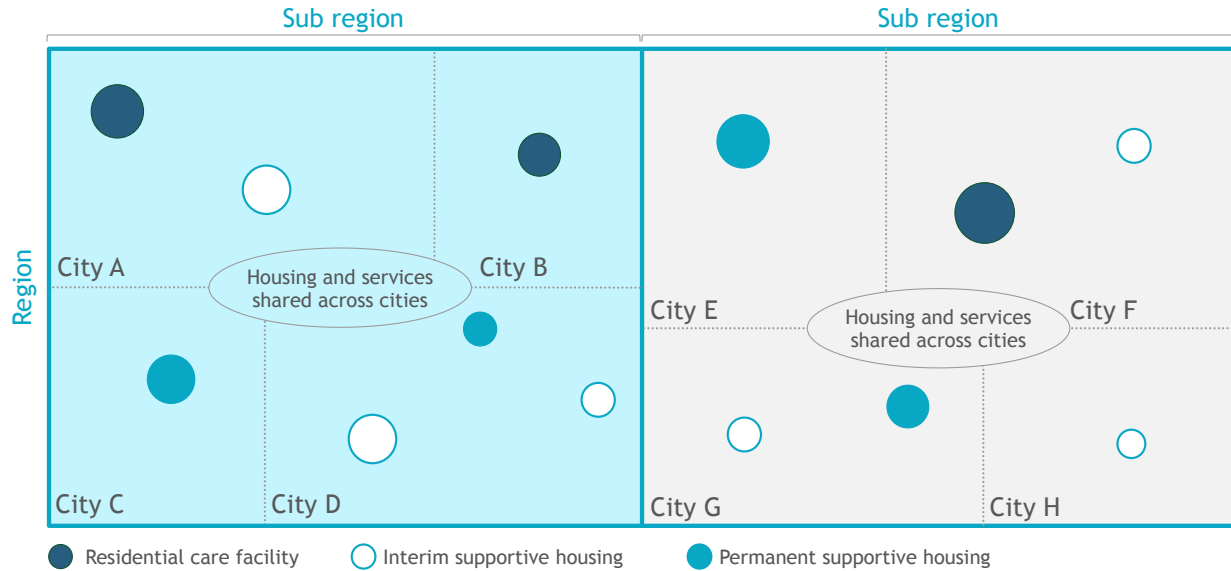 Sub region
Sub region
Region
City A
City B
Housing and services
shared across cities
City C
City D
City E
City F
Housing and services
shared across cities
City G
City H
Residential care facility
Interim supportive housing
Permanent supportive housing